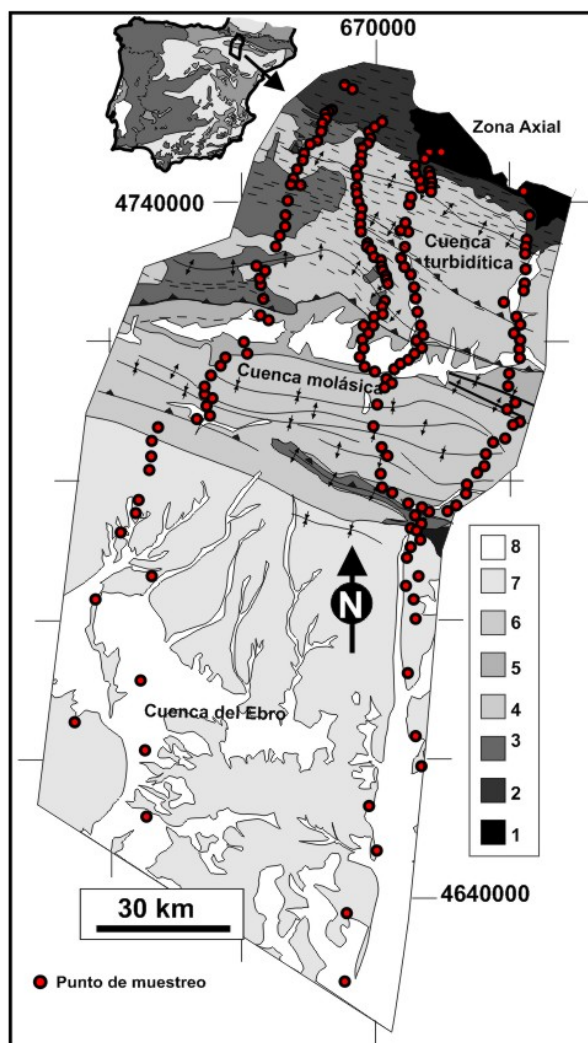 670000
Zona Axial
4740000
Cuenca
turbidítica
Cuenca molásica
8
7
6
5
4
3
2
1
N
Cuenca del Ebro
4640000
30 km
Punto de muestreo